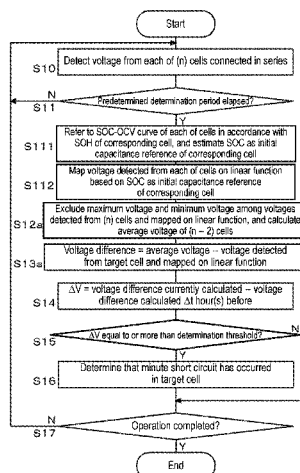 Start
S10
Detect voltage from each of (n) cells connected in series
N
S11
Predetermined determination period elapsed?
Y
S111
Refer to SOC-OCV curve of each of cells in accordance with
SOH of corresponding cell, and estimate SOC as initial
capacitance reference of corresponding cell
S112
Map voltage detected from each of cells on linear function
based on SOC as initial capacitance reference
of corresponding cell
S12a
Exclude maximum voltage and minimum voltage among voltages
detected from (n) cells and mapped on linear function, and calculate
average voltage of (n – 2) cells
S13a
Voltage difference = average voltage – voltage detected
from target cell and mapped on linear function
S14
ΔV = voltage difference currently calculated – voltage
difference calculated Δt hour(s) before
N
S15
ΔV equal to or more than determination threshold?
Y
S16
Determine that minute short circuit has occurred
in target cell
N
S17
Operation completed?
Y
End